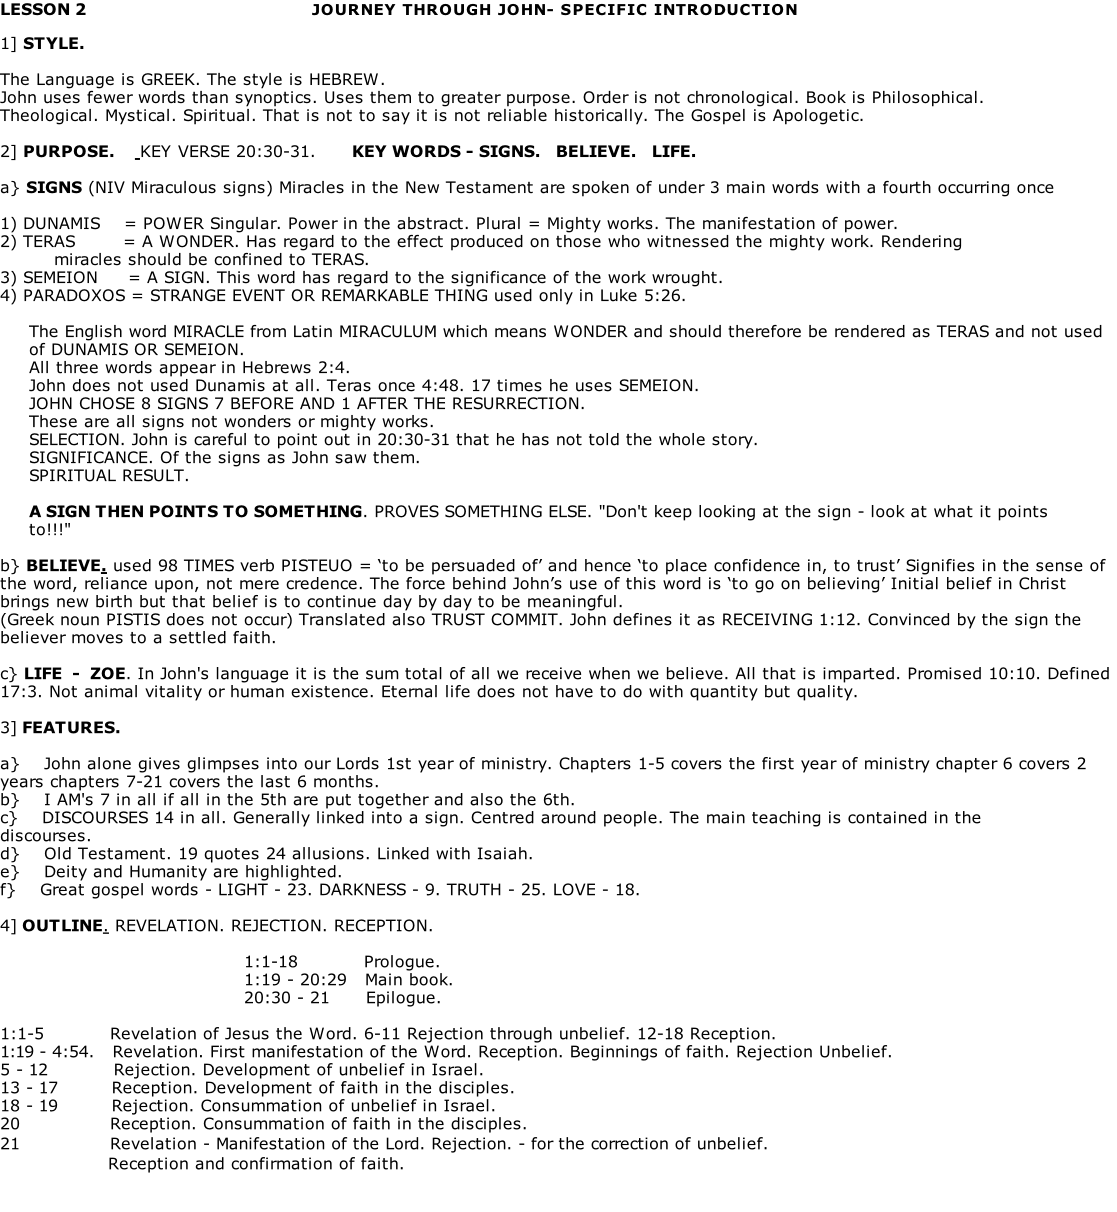 LESSON 2 JOURNEY THROUGH JOHN- SPECIFIC INTRODUCTION
1] STYLE.
The Language is GREEK. The style is HEBREW.
John uses fewer words than synoptics. Uses them to greater purpose. Order is not chronological. Book is Philosophical.
Theological. Mystical. Spiritual. That is not to say it is not reliable historically. The Gospel is Apologetic.
2] PURPOSE. KEY VERSE 20:30-31. KEY WORDS - SIGNS. BELIEVE. LIFE.
a} SIGNS (NIV Miraculous signs) Miracles in the New Testament are spoken of under 3 main words with a fourth occurring once
1) DUNAMIS = POWER Singular. Power in the abstract. Plural = Mighty works. The manifestation of power.
2) TERAS = A WONDER. Has regard to the effect produced on those who witnessed the mighty work. Rendering
miracles should be confined to TERAS.
3) SEMEION = A SIGN. This word has regard to the significance of the work wrought.
4) PARADOXOS = STRANGE EVENT OR REMARKABLE THING used only in Luke 5:26.
The English word MIRACLE from Latin MIRACULUM which means WONDER and should therefore be rendered as TERAS and not used
of DUNAMIS OR SEMEION.
All three words appear in Hebrews 2:4.
John does not used Dunamis at all. Teras once 4:48. 17 times he uses SEMEION.
JOHN CHOSE 8 SIGNS 7 BEFORE AND 1 AFTER THE RESURRECTION.
These are all signs not wonders or mighty works.
SELECTION. John is careful to point out in 20:30-31 that he has not told the whole story.
SIGNIFICANCE. Of the signs as John saw them.
SPIRITUAL RESULT.
A SIGN THEN POINTS TO SOMETHING. PROVES SOMETHING ELSE. "Don't keep looking at the sign - look at what it points
to!!!"
b} BELIEVE. used 98 TIMES verb PISTEUO = ‘to be persuaded of’ and hence ‘to place confidence in, to trust’ Signifies in the sense of
the word, reliance upon, not mere credence. The force behind John’s use of this word is ‘to go on believing’ Initial belief in Christ
brings new birth but that belief is to continue day by day to be meaningful.
(Greek noun PISTIS does not occur) Translated also TRUST COMMIT. John defines it as RECEIVING 1:12. Convinced by the sign the
believer moves to a settled faith.
c} LIFE - ZOE. In John's language it is the sum total of all we receive when we believe. All that is imparted. Promised 10:10. Defined
17:3. Not animal vitality or human existence. Eternal life does not have to do with quantity but quality.
3] FEATURES.
a} John alone gives glimpses into our Lords 1st year of ministry. Chapters 1-5 covers the first year of ministry chapter 6 covers 2
years chapters 7-21 covers the last 6 months.
b} I AM's 7 in all if all in the 5th are put together and also the 6th.
c} DISCOURSES 14 in all. Generally linked into a sign. Centred around people. The main teaching is contained in the
discourses.
d} Old Testament. 19 quotes 24 allusions. Linked with Isaiah.
e} Deity and Humanity are highlighted.
f} Great gospel words - LIGHT - 23. DARKNESS - 9. TRUTH - 25. LOVE - 18.
4] OUTLINE. REVELATION. REJECTION. RECEPTION.
1:1-18 Prologue.
1:19 - 20:29 Main book.
20:30 - 21 Epilogue.
1:1-5 Revelation of Jesus the Word. 6-11 Rejection through unbelief. 12-18 Reception.
1:19 - 4:54. Revelation. First manifestation of the Word. Reception. Beginnings of faith. Rejection Unbelief.
5 - 12 Rejection. Development of unbelief in Israel.
13 - 17 Reception. Development of faith in the disciples.
18 - 19 Rejection. Consummation of unbelief in Israel.
20 Reception. Consummation of faith in the disciples.
21 Revelation - Manifestation of the Lord. Rejection. - for the correction of unbelief.
Reception and confirmation of faith.